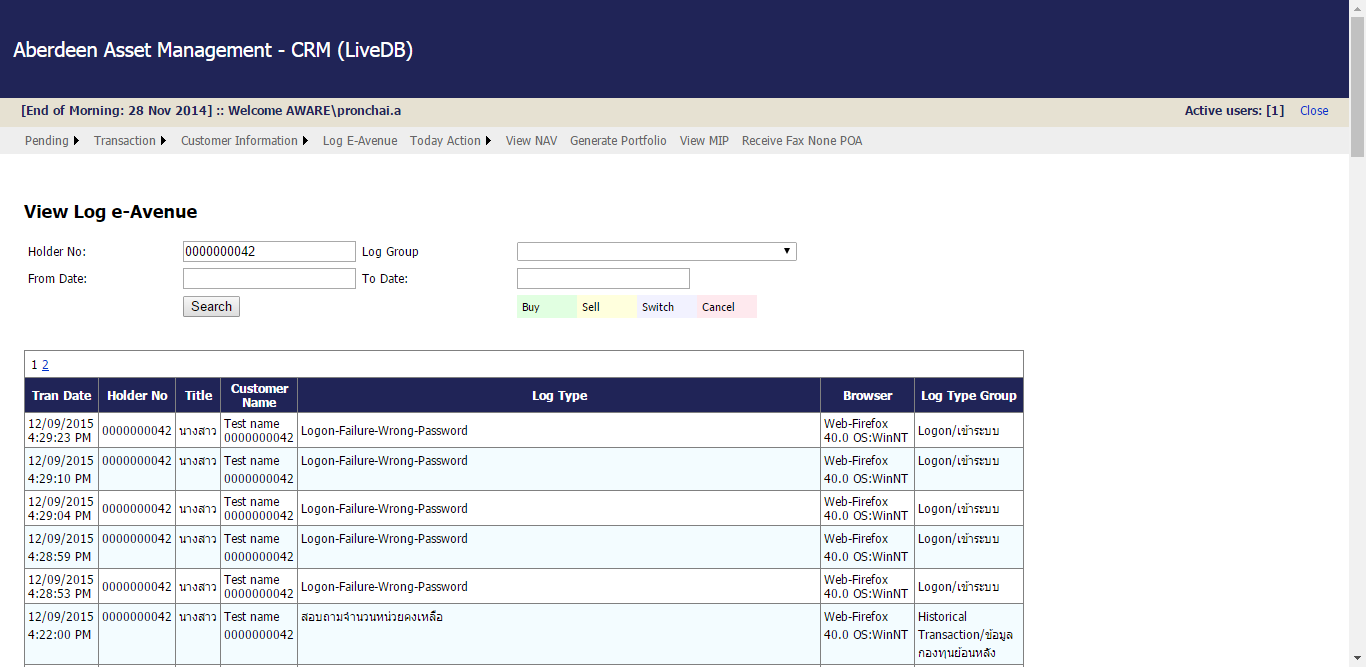 Aberdeen Asset Management - CRM (LiveDB)
[End of Morning: 28 Nov 2014] :: Welcome AWARE\pronchai.a
Active users: [1] Close
Pending Transaction Customer Information Log E-Avenue Today Action View NAV Generate Portfolio View MIP Receive Fax None POA
View Log e-Avenue
Holder No: 0000000042 Log Group
From Date: To Date:
Search Buy Sell Switch Cancel
1 2
Tran Date Holder No Title Customer Name Log Type Browser Log Type Group
12/09/2015 4:29:23 PM 0000000042 นางสาว Test name 0000000042 Logon-Failure-Wrong-Password Web-Firefox 40.0 OS:WinNT Logon/เข้าระบบ
12/09/2015 4:29:10 PM 0000000042 นางสาว Test name 0000000042 Logon-Failure-Wrong-Password Web-Firefox 40.0 OS:WinNT Logon/เข้าระบบ
12/09/2015 4:29:04 PM 0000000042 นางสาว Test name 0000000042 Logon-Failure-Wrong-Password Web-Firefox 40.0 OS:WinNT Logon/เข้าระบบ
12/09/2015 4:28:59 PM 0000000042 นางสาว Test name 0000000042 Logon-Failure-Wrong-Password Web-Firefox 40.0 OS:WinNT Logon/เข้าระบบ
12/09/2015 4:28:53 PM 0000000042 นางสาว Test name 0000000042 Logon-Failure-Wrong-Password Web-Firefox 40.0 OS:WinNT Logon/เข้าระบบ
12/09/2015 4:22:00 PM 0000000042 นางสาว Test name 0000000042 สอบถามจำนวนหน่วยคงเหลือ Web-Firefox 40.0 OS:WinNT Historical Transaction/ข้อมูลกองทุนย้อนหลัง